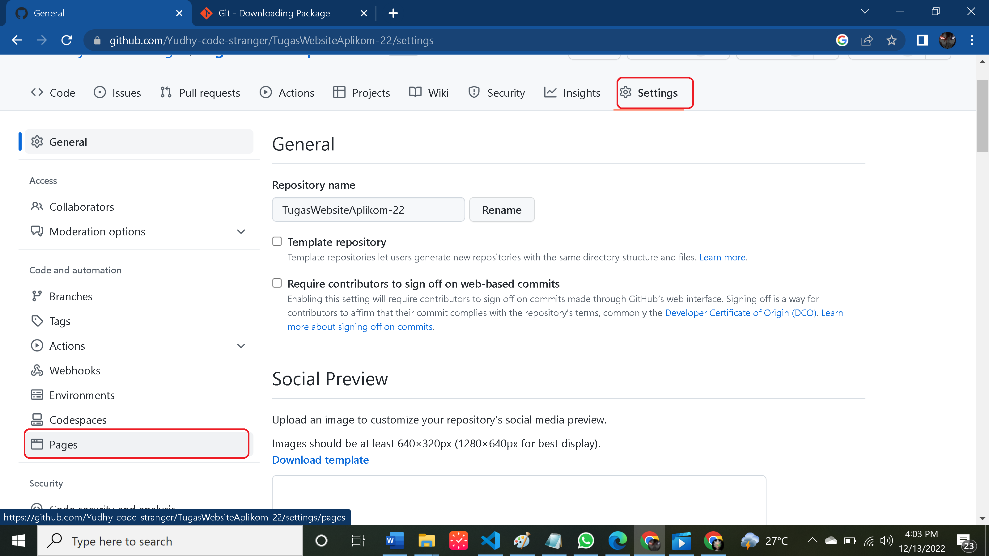 General
Git - Downloading Package
github.com/Yudhy-code-stranger/TugasWebsiteAplikom-22/settings
Code
Issues
Pull requests
Actions
Projects
Wiki
Security
Insights
Settings
General
Access
Collaborators
Moderation options
Code and automation
Branches
Tags
Actions
Webhooks
Environments
Codespaces
Pages
Security
Code security and analysis
General
Repository name
TugasWebsiteAplikom-22
Rename
Template repository
Template repositories let users generate new repositories with the same directory structure and files. Learn more.
Require contributors to sign off on web-based commits
Enabling this setting will require contributors to sign off on commits made through GitHub's web interface. Signing off is a way for
contributors to affirm that their commit complies with the repository's terms, commonly the Developer Certificate of Origin (DCO). Learn
more about signing off on commits.
Social Preview
Upload an image to customize your repository's social media preview.
Images should be at least 640×320px (1280×640px for best display).
Download template
https://github.com/Yudhy-code-stranger/TugasWebsiteAplikom-22/settings/pages
Type here to search
27°C
4:03 PM
12/13/2022
23